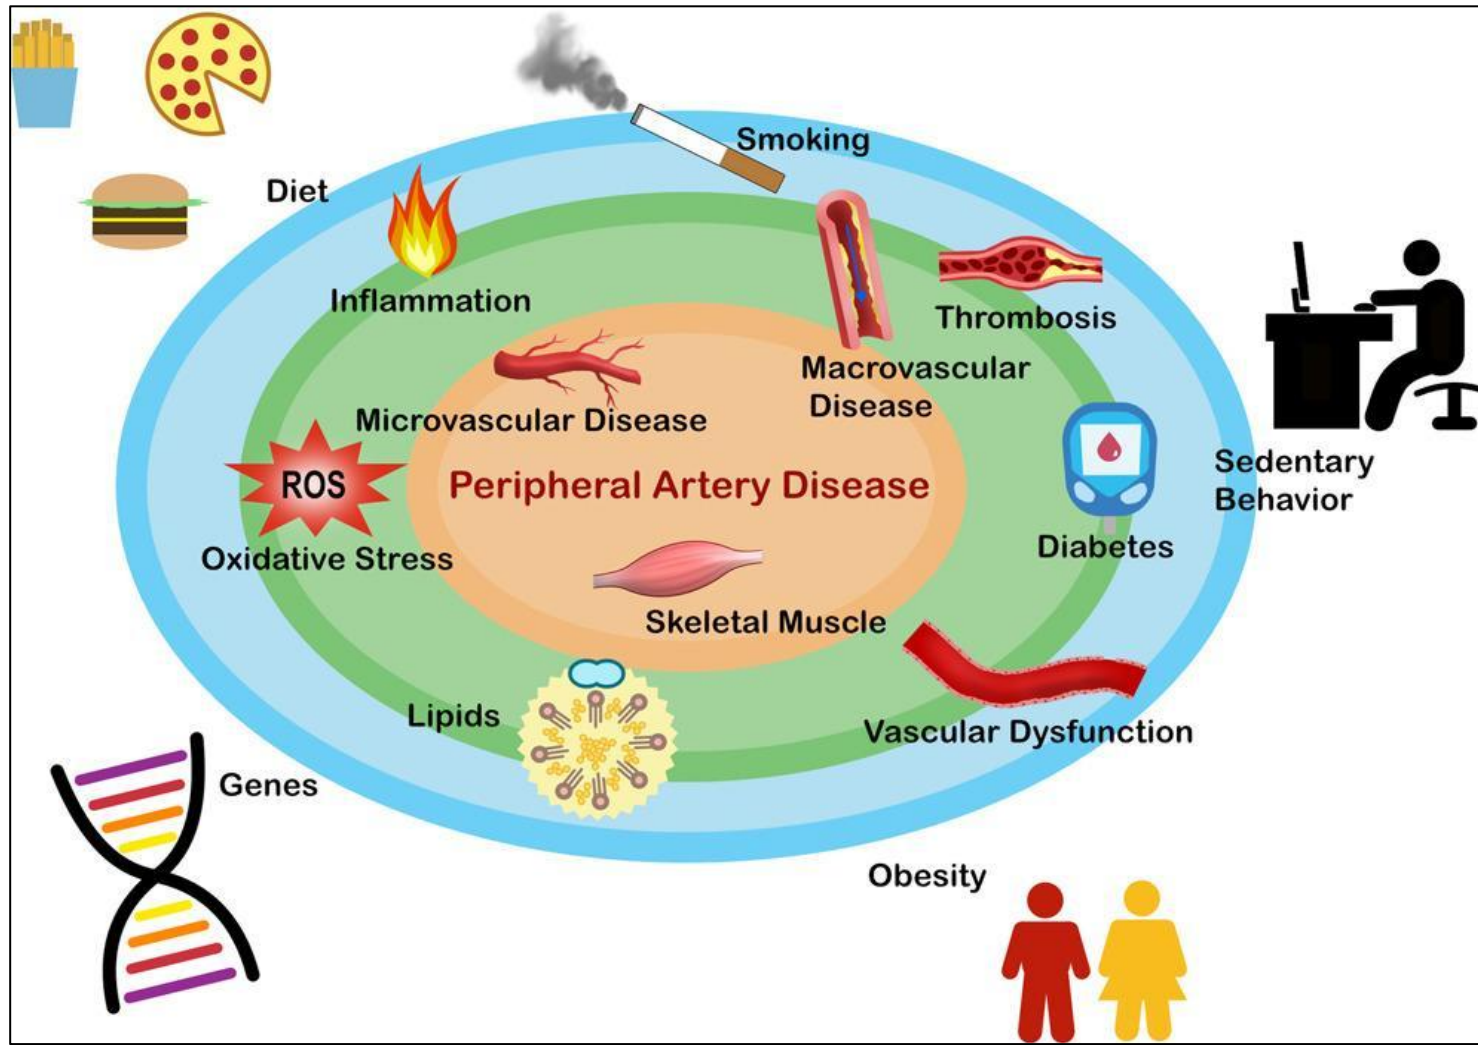 Smoking
Diet
Inflammation
Thrombosis
Macrovascular
Disease
Microvascular Disease
Sedentary
Behavior
ROS
Peripheral Artery Disease
Oxidative Stress
Diabetes
Skeletal Muscle
Lipids
Vascular Dysfunction
Genes
Obesity